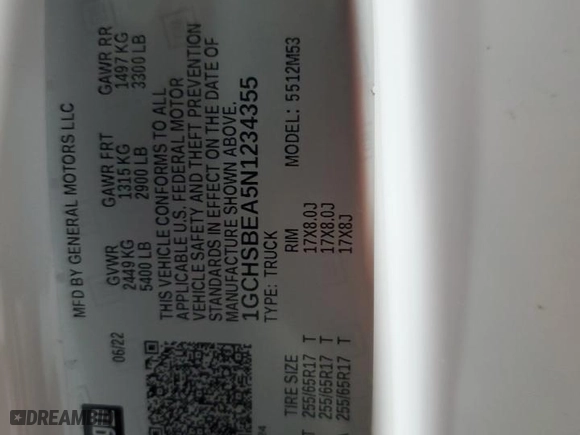 MFD BY GENERAL MOTORS LLC
06/22
GVWR GAWR FRT GAWR RR
2449 KG 1315 KG 1497 KG
5400 LB 2900 LB 3300 LB
THIS VEHICLE CONFORMS TO ALL
APPLICABLE U.S. FEDERAL MOTOR
VEHICLE SAFETY AND THEFT PREVENTION
STANDARDS IN EFFECT ON THE DATE OF
MANUFACTURE SHOWN ABOVE.
1GCHSBEA5N1234355
TYPE: TRUCK MODEL: 5512M53
TIRE SIZE RIM
T 255/65R17 T 17X8.0J
T 255/65R17 T 17X8.0J
255/65R17 T 17X8J
DREAMBID